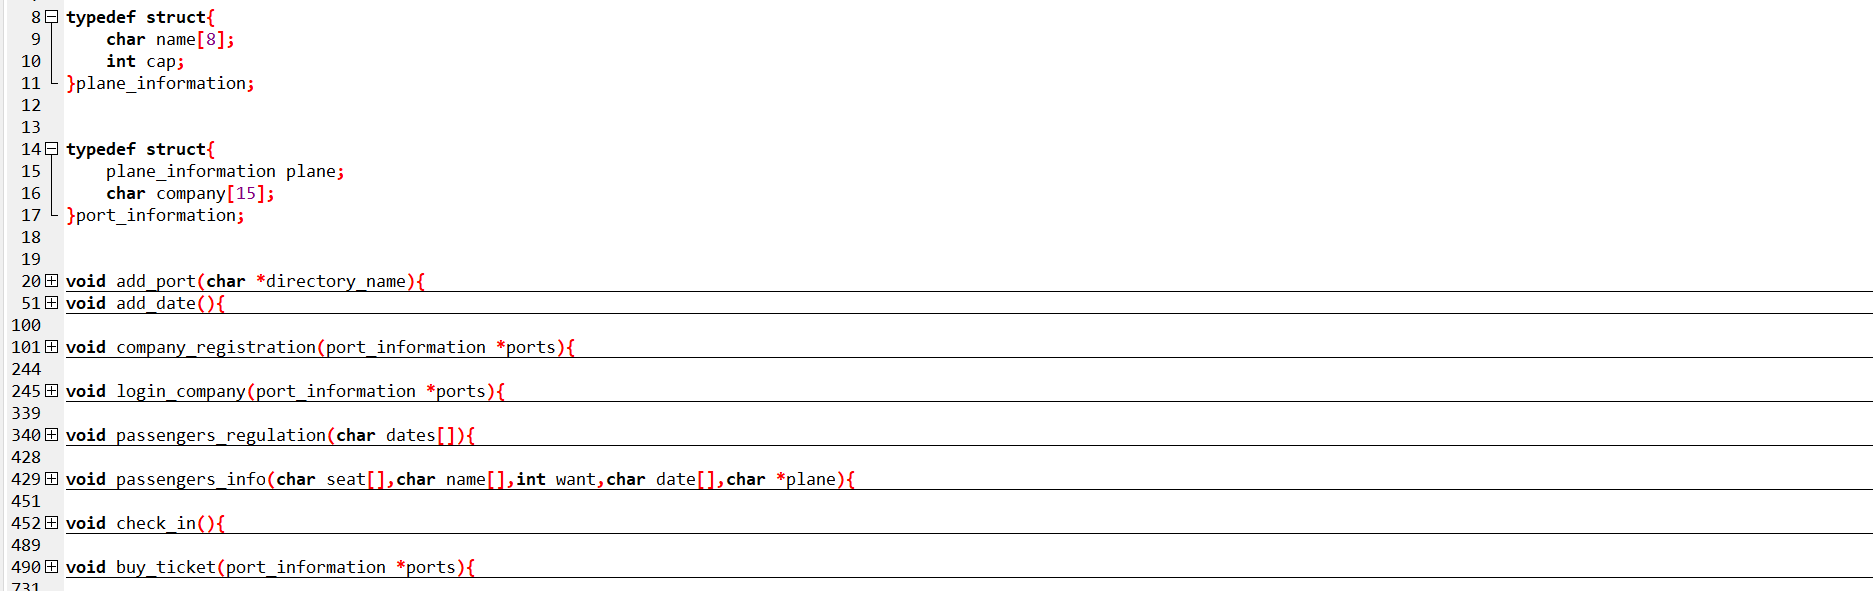 8 typedef struct{
9 char name[8];
10 int cap;
11 }plane_information;
12
13
14 typedef struct{
15 plane_information plane;
16 char company[15];
17 }port_information;
18
19
20 void add_port(char *directory_name){
51 void add_date(){
100
101 void company_registration(port_information *ports){
244
245 void login_company(port_information *ports){
339
340 void passengers_regulation(char dates[]){
428
429 void passengers_info(char seat[],char name[],int want,char date[],char *plane){
451
452 void check_in(){
489
490 void buy_ticket(port_information *ports){
731